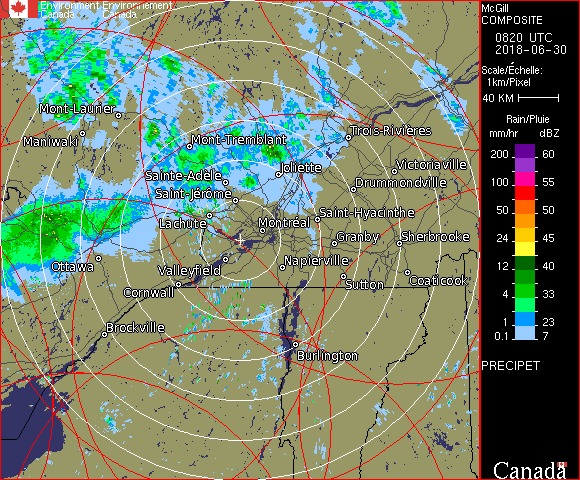 Environment Environnement
Canada Canada
Mont-Laurier
Maniwaki
Mont-Tremblant
Trois-Rivières
Sainte-Adèle
Joliette
Victoriaville
Saint-Jérôme
Drummondville
Lachute
Montréal
Saint-Hyacinthe
Granby
Sherbrooke
Ottawa
Valleyfield
Napierville
Cornwall
Sutton
Coaticook
Brockville
Burlington
McGill
COMPOSITE
0820 UTC
2018-06-30
Scale/Échelle:
1km/Pixel
40 KM
Rain/Pluie
mm/hr dBZ
200 60
100 55
50 50
24 45
12 40
4 33
1 23
0.1 7
PRECIPET
Canada